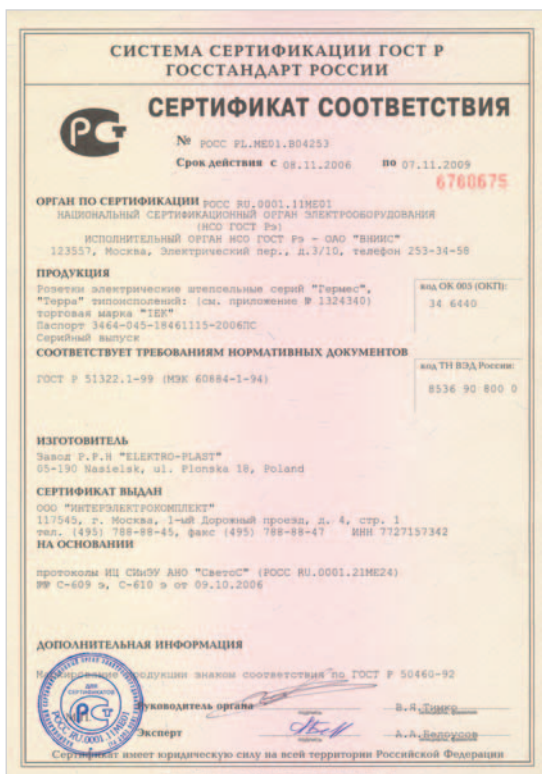 СИСТЕМА СЕРТИФИКАЦИИ ГОСТ Р
ГОССТАНДАРТ РОССИИ
СЕРТИФИКАТ СООТВЕТСТВИЯ
№ РОСС PL.ME01.B04253
Срок действия с 08.11.2006 по 07.11.2009
6760675
ОРГАН ПО СЕРТИФИКАЦИИ РОСС RU.0001.11ME01
НАЦИОНАЛЬНЫЙ СЕРТИФИКАЦИОННЫЙ ОРГАН ЭЛЕКТРООБОРУДОВАНИЯ
(НСО ГОСТ Рэ)
ИСПОЛНИТЕЛЬНЫЙ ОРГАН НСО ГОСТ Рэ - ОАО "ВНИИС"
123557, Москва, Электрический пер., д.3/10, телефон 253-34-58
ПРОДУКЦИЯ
Розетки электрические штепсельные серий "Гермес",
"Терра" типоисполнений: (см. приложение № 1324340)
торговая марка "IEK"
Паспорт 3464-045-18461115-2006ПС
Серийный выпуск
код ОК 005 (ОКП):
34 6440
СООТВЕТСТВУЕТ ТРЕБОВАНИЯМ НОРМАТИВНЫХ ДОКУМЕНТОВ
ГОСТ Р 51322.1-99 (МЭК 60884-1-94)
код ТН ВЭД России:
8536 90 800 0
ИЗГОТОВИТЕЛЬ
Завод P.P.H "ELEKTRO-PLAST"
05-190 Nasielsk, ul. Plonska 18, Poland
СЕРТИФИКАТ ВЫДАН
ООО "ИНТЕРЭЛЕКТРОКОМПЛЕКТ"
117545, г. Москва, 1-ый Дорожный проезд, д. 4, стр. 1
тел. (495) 788-88-45, факс (495) 788-88-47 ИНН 7727157342
НА ОСНОВАНИИ
протоколы ИЦ СИиЭУ АНО "СветоС" (РОСС RU.0001.21ME24)
№№ С-609 э, С-610 э от 09.10.2006
ДОПОЛНИТЕЛЬНАЯ ИНФОРМАЦИЯ
Маркирование продукции знаком соответствия по ГОСТ Р 50460-92
ДЛЯ СЕРТИФИКАТОВ
РОСС RU.0001.11МЕ01
Руководитель органа
В.Я.Тимко
Эксперт
А.А.Белоусов
Сертификат имеет юридическую силу на всей территории Российской Федерации